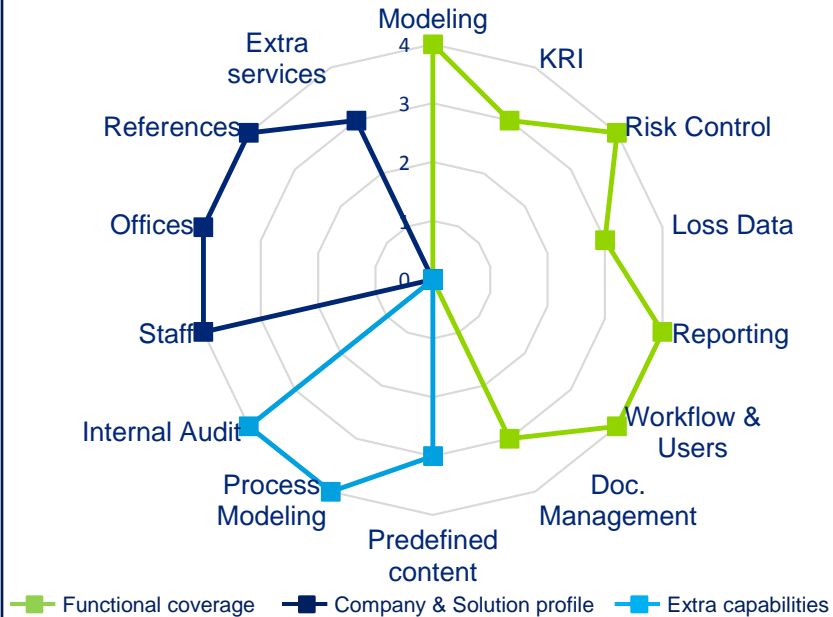 Modeling
KRI
Risk Control
Loss Data
Reporting
Workflow &
Users
Doc.
Management
Predefined
content
Process
Modeling
Internal Audit
Staff
Offices
References
Extra
services
4
3
2
1
0
Functional coverage
Company & Solution profile
Extra capabilities